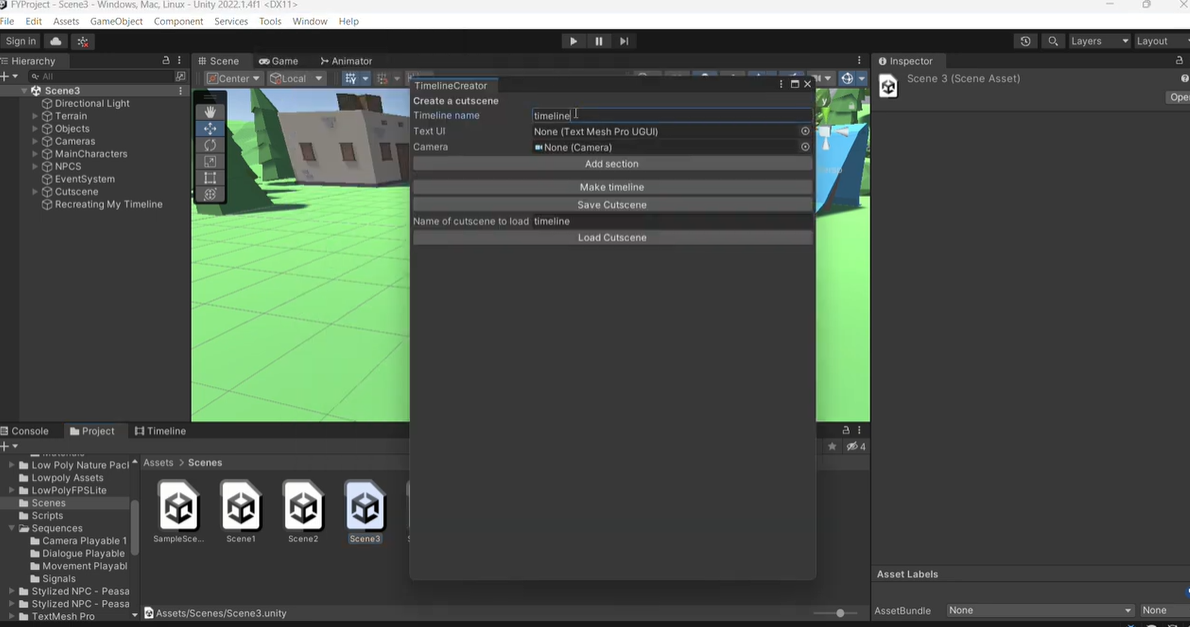 FYProject - Scene3 - Windows, Mac, Linux - Unity 2022.1.4f1 <DX11>
File Edit Assets GameObject Component Services Tools Window Help
Sign in
Layers
Layout
Hierarchy
All
Scene3
Directional Light
Terrain
Objects
Cameras
MainCharacters
NPCS
EventSystem
Cutscene
Recreating My Timeline
Scene Game Animator
Center Local
TimelineCreator
Create a cutscene
Timeline name timeline
Text UI None (Text Mesh Pro UGUI)
Camera None (Camera)
Add section
Make timeline
Save Cutscene
Name of cutscene to load timeline
Load Cutscene
y
Inspector
Scene 3 (Scene Asset)
Open
Console Project Timeline
4
Low Poly Nature Pacl
Lowpoly Assets
LowPolyFPSLite
Scenes
Scripts
Sequences
Camera Playable 1
Dialogue Playable
Movement Playabl
Signals
Stylized NPC - Peasa
Stylized NPC - Peasa
TextMesh Pro
Assets > Scenes
SampleSce...
Scene1
Scene2
Scene3
Assets/Scenes/Scene3.unity
Asset Labels
AssetBundle None None